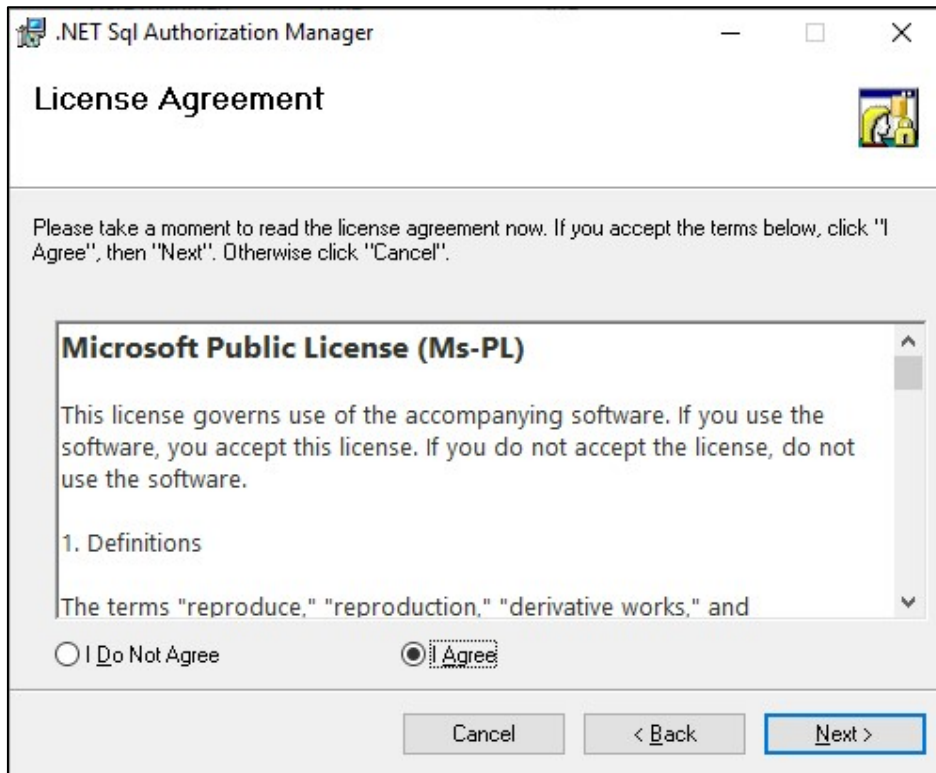 .NET Sql Authorization Manager
License Agreement
Please take a moment to read the license agreement now. If you accept the terms below, click "I
Agree", then "Next". Otherwise click "Cancel".
Microsoft Public License (Ms-PL)
This license governs use of the accompanying software. If you use the
software, you accept this license. If you do not accept the license, do not
use the software.
1. Definitions
The terms "reproduce," "reproduction," "derivative works," and
I Do Not Agree
I Agree
Cancel
< Back
Next >